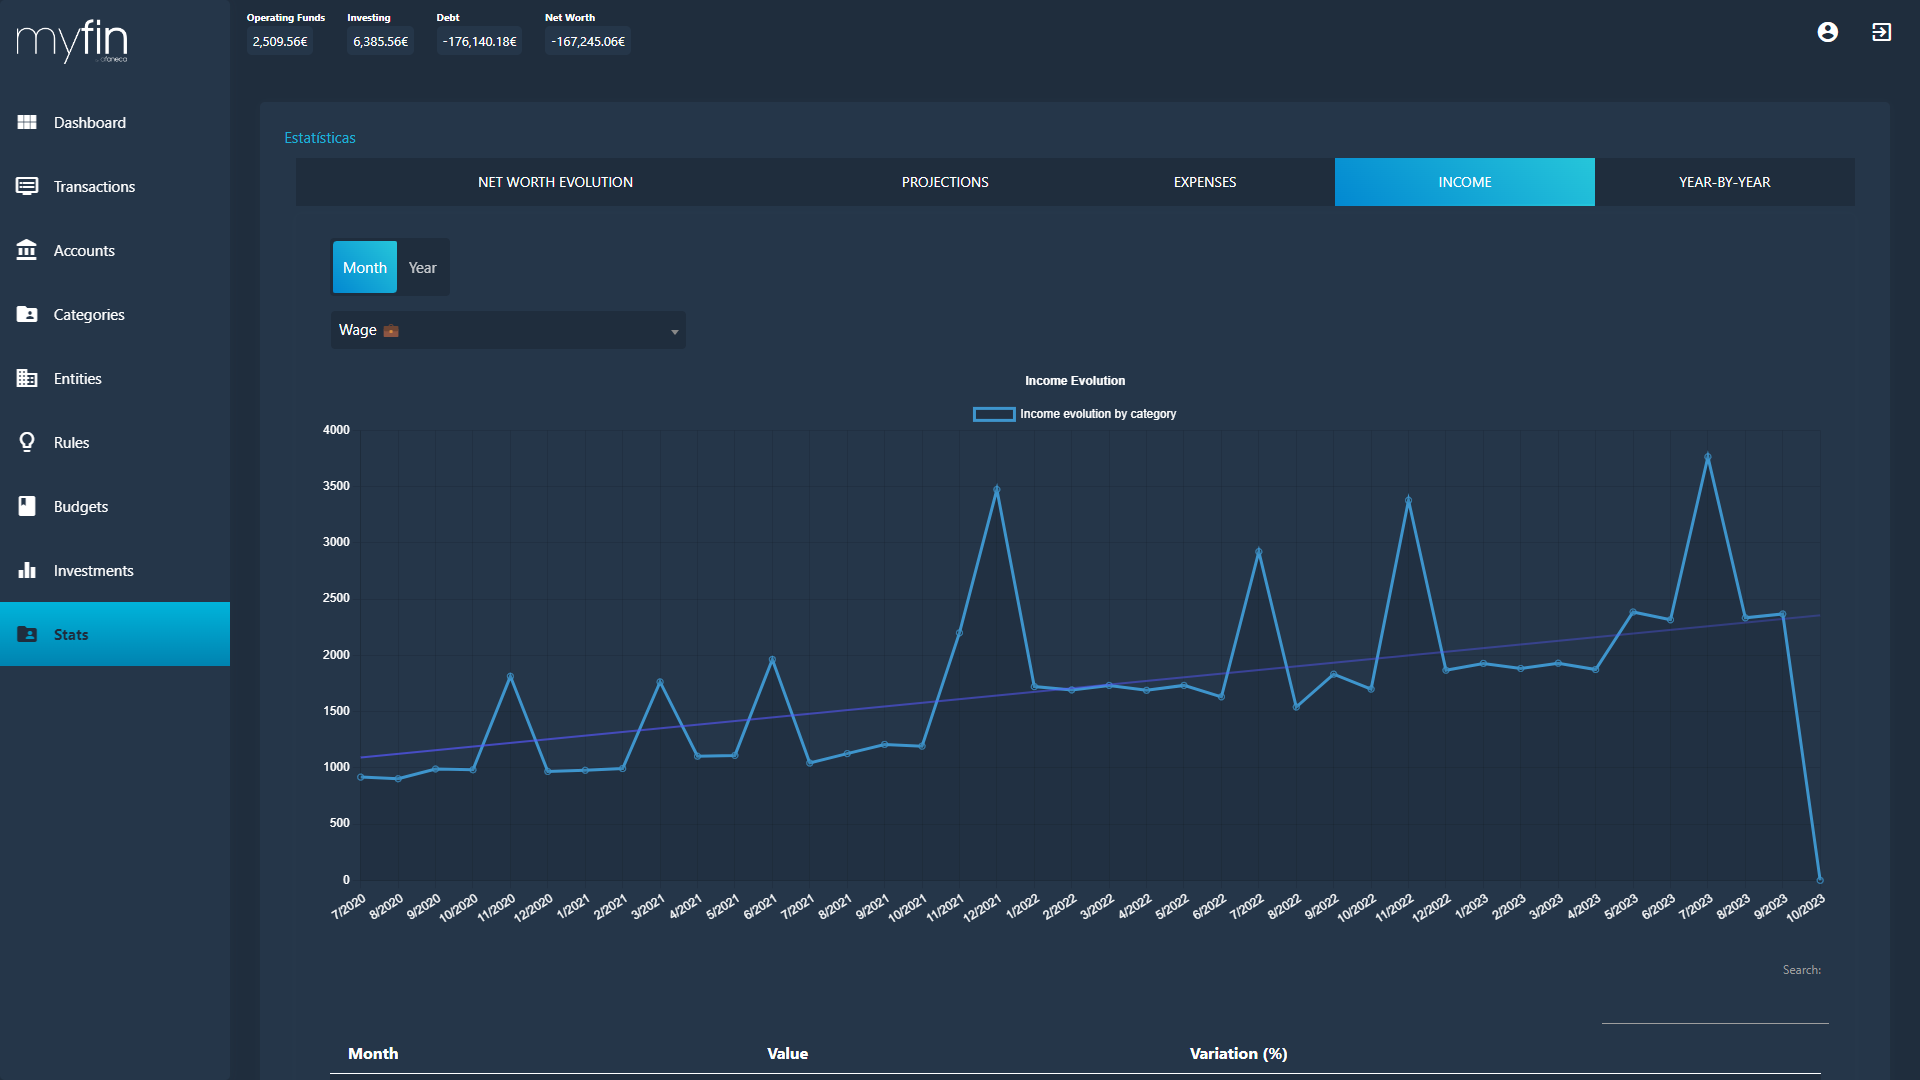 myfin
by afaneca
Operating Funds Investing Debt Net Worth
2,509.56€ 6,385.56€ -176,140.18€ -167,245.06€
Dashboard
Transactions
Accounts
Categories
Entities
Rules
Budgets
Investments
Stats
Estatísticas
NET WORTH EVOLUTION PROJECTIONS EXPENSES INCOME YEAR-BY-YEAR
Month Year
Wage
Income Evolution
Income evolution by category
4000
3500
3000
2500
2000
1500
1000
500
0
7/2020 8/2020 9/2020 10/2020 11/2020 12/2020 1/2021 2/2021 3/2021 4/2021 5/2021 6/2021 7/2021 8/2021 9/2021 10/2021 11/2021 12/2021 1/2022 2/2022 3/2022 4/2022 5/2022 6/2022 7/2022 8/2022 9/2022 10/2022 11/2022 12/2022 1/2023 2/2023 3/2023 4/2023 5/2023 6/2023 7/2023 8/2023 9/2023 10/2023
Search:
Month Value Variation (%)